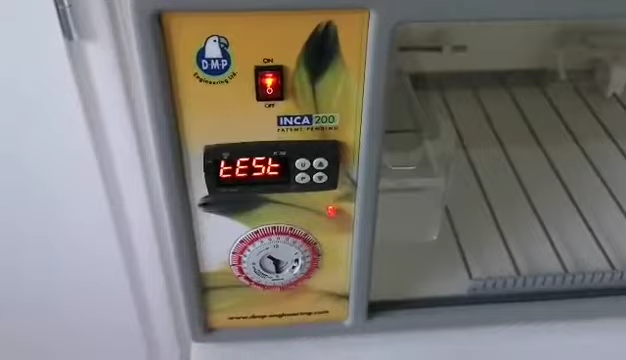 D·M·P
Engineering Ltd.
ON
OFF
INCA 200
PATENT PENDING
tESt
www.dmp-engineering.com